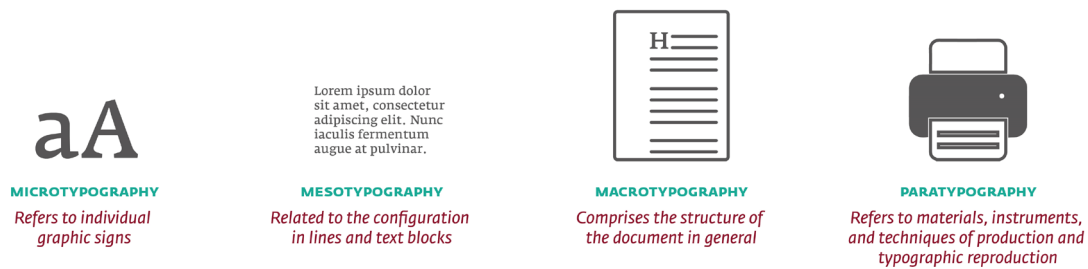 aA
MICROTYPOGRAPHY
Refers to individual
graphic signs
Lorem ipsum dolor
sit amet, consectetur
adipiscing elit. Nunc
iaculis fermentum
augue at pulvinar.
MESOTYPOGRAPHY
Related to the configuration
in lines and text blocks
H
MACROTYPOGRAPHY
Comprises the structure of
the document in general
PARATYPOGRAPHY
Refers to materials, instruments,
and techniques of production and
typographic reproduction